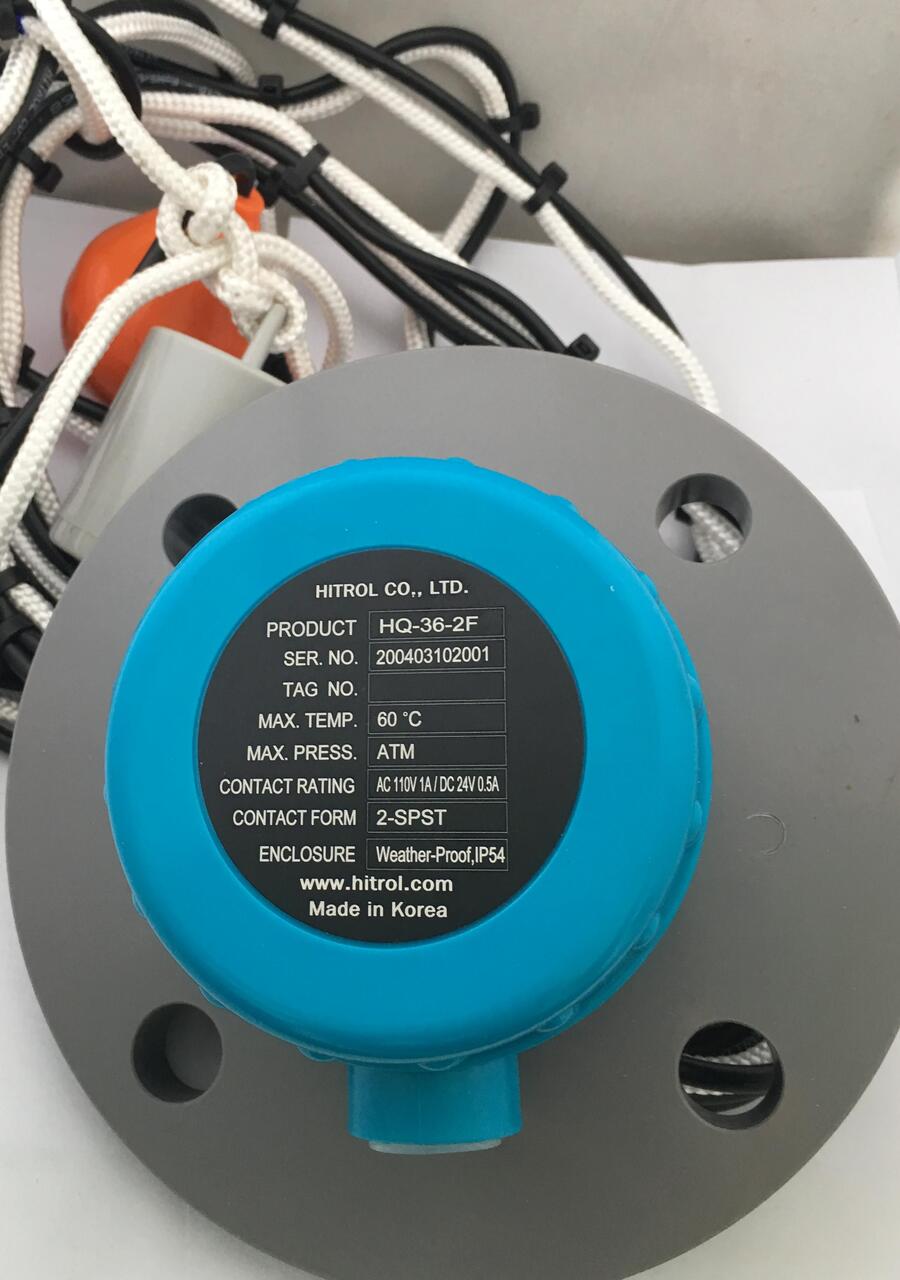 HITROL CO,, LTD.
PRODUCT HQ-36-2F
SER. NO. 200403102001
TAG NO.
MAX. TEMP. 60 °C
MAX. PRESS. ATM
CONTACT RATING AC 110V 1A / DC 24V 0.5A
CONTACT FORM 2-SPST
ENCLOSURE Weather-Proof,IP54
www.hitrol.com
Made in Korea